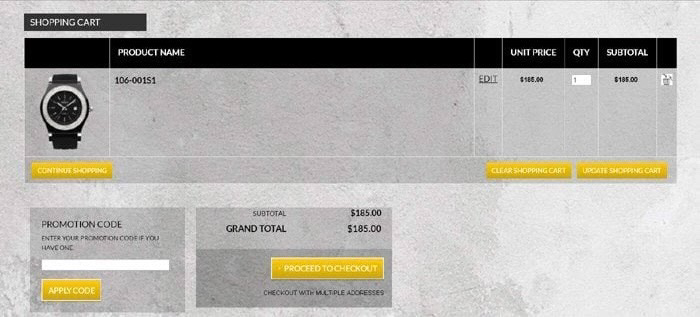 SHOPPING CART
PRODUCT NAME UNIT PRICE QTY SUBTOTAL
106-001S1 EDIT $185.00 1 $185.00
CONTINUE SHOPPING CLEAR SHOPPING CART UPDATE SHOPPING CART
PROMOTION CODE
ENTER YOUR PROMOTION CODE IF YOU
HAVE ONE.
APPLY CODE
SUBTOTAL $185.00
GRAND TOTAL $185.00
PROCEED TO CHECKOUT
CHECKOUT WITH MULTIPLE ADDRESSES